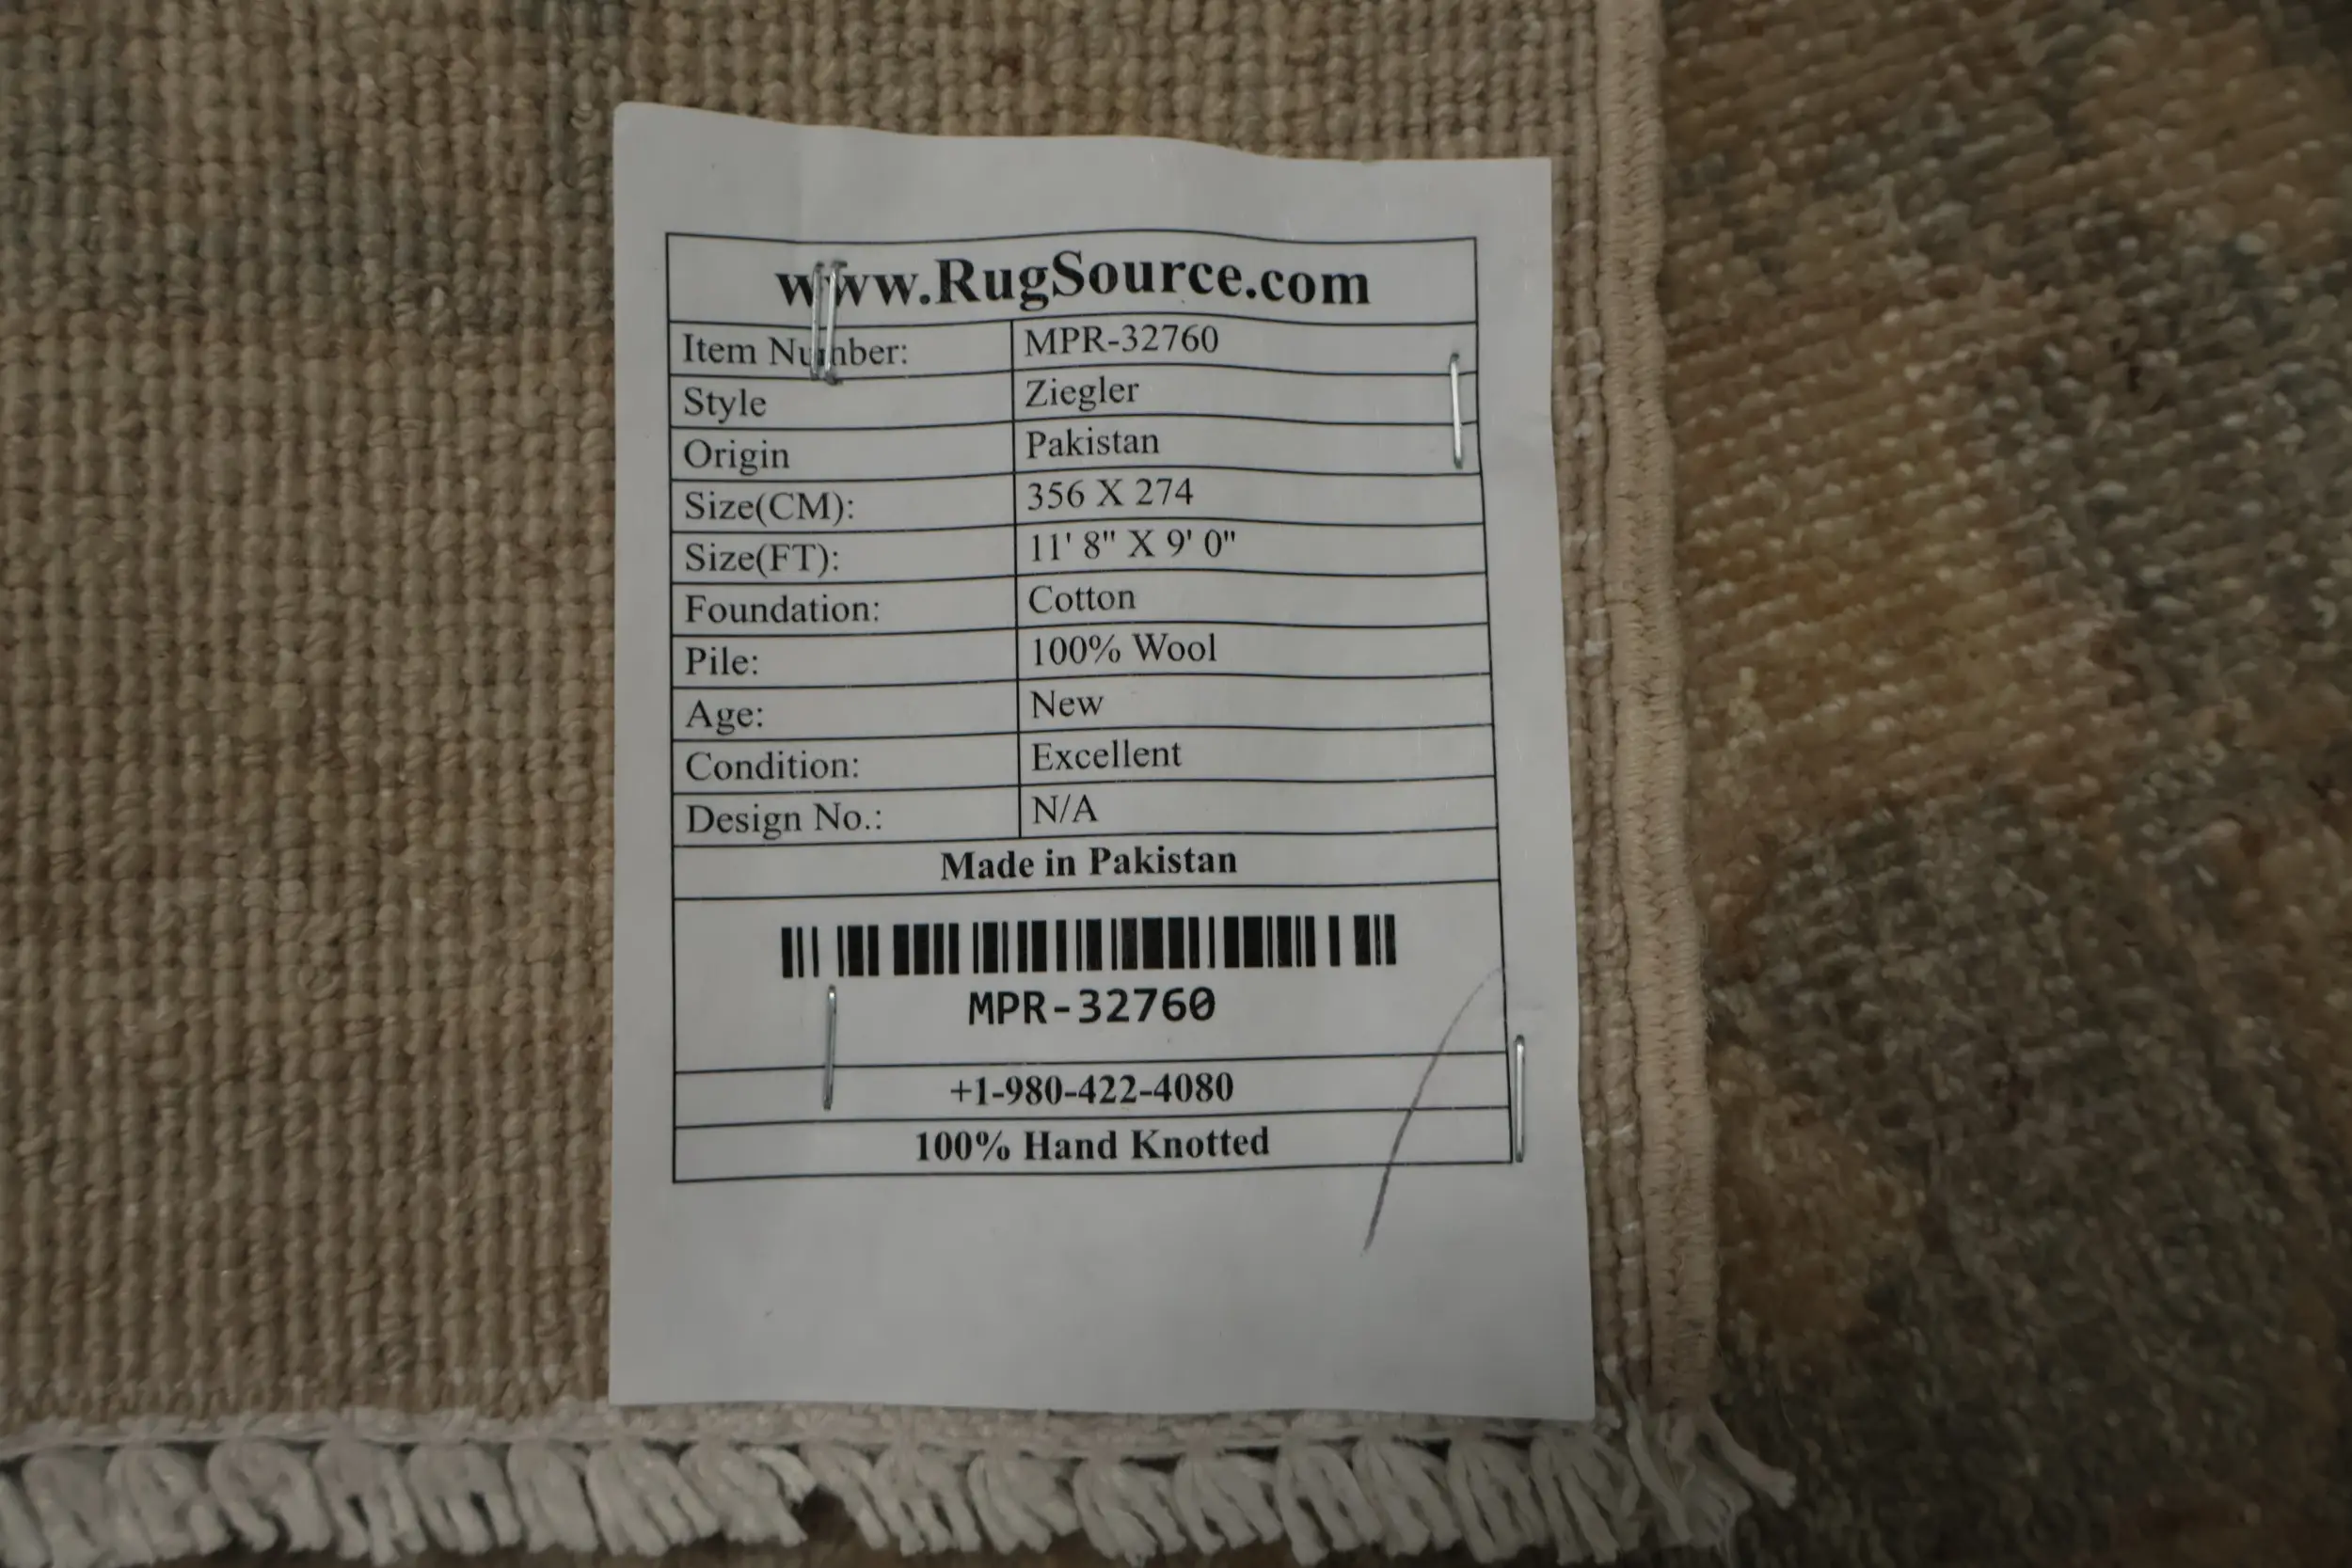 www.RugSource.com
Item Number: MPR-32760
Style Ziegler
Origin Pakistan
Size(CM): 356 X 274
Size(FT): 11' 8" X 9' 0"
Foundation: Cotton
Pile: 100% Wool
Age: New
Condition: Excellent
Design No.: N/A
Made in Pakistan
MPR-32760
+1-980-422-4080
100% Hand Knotted